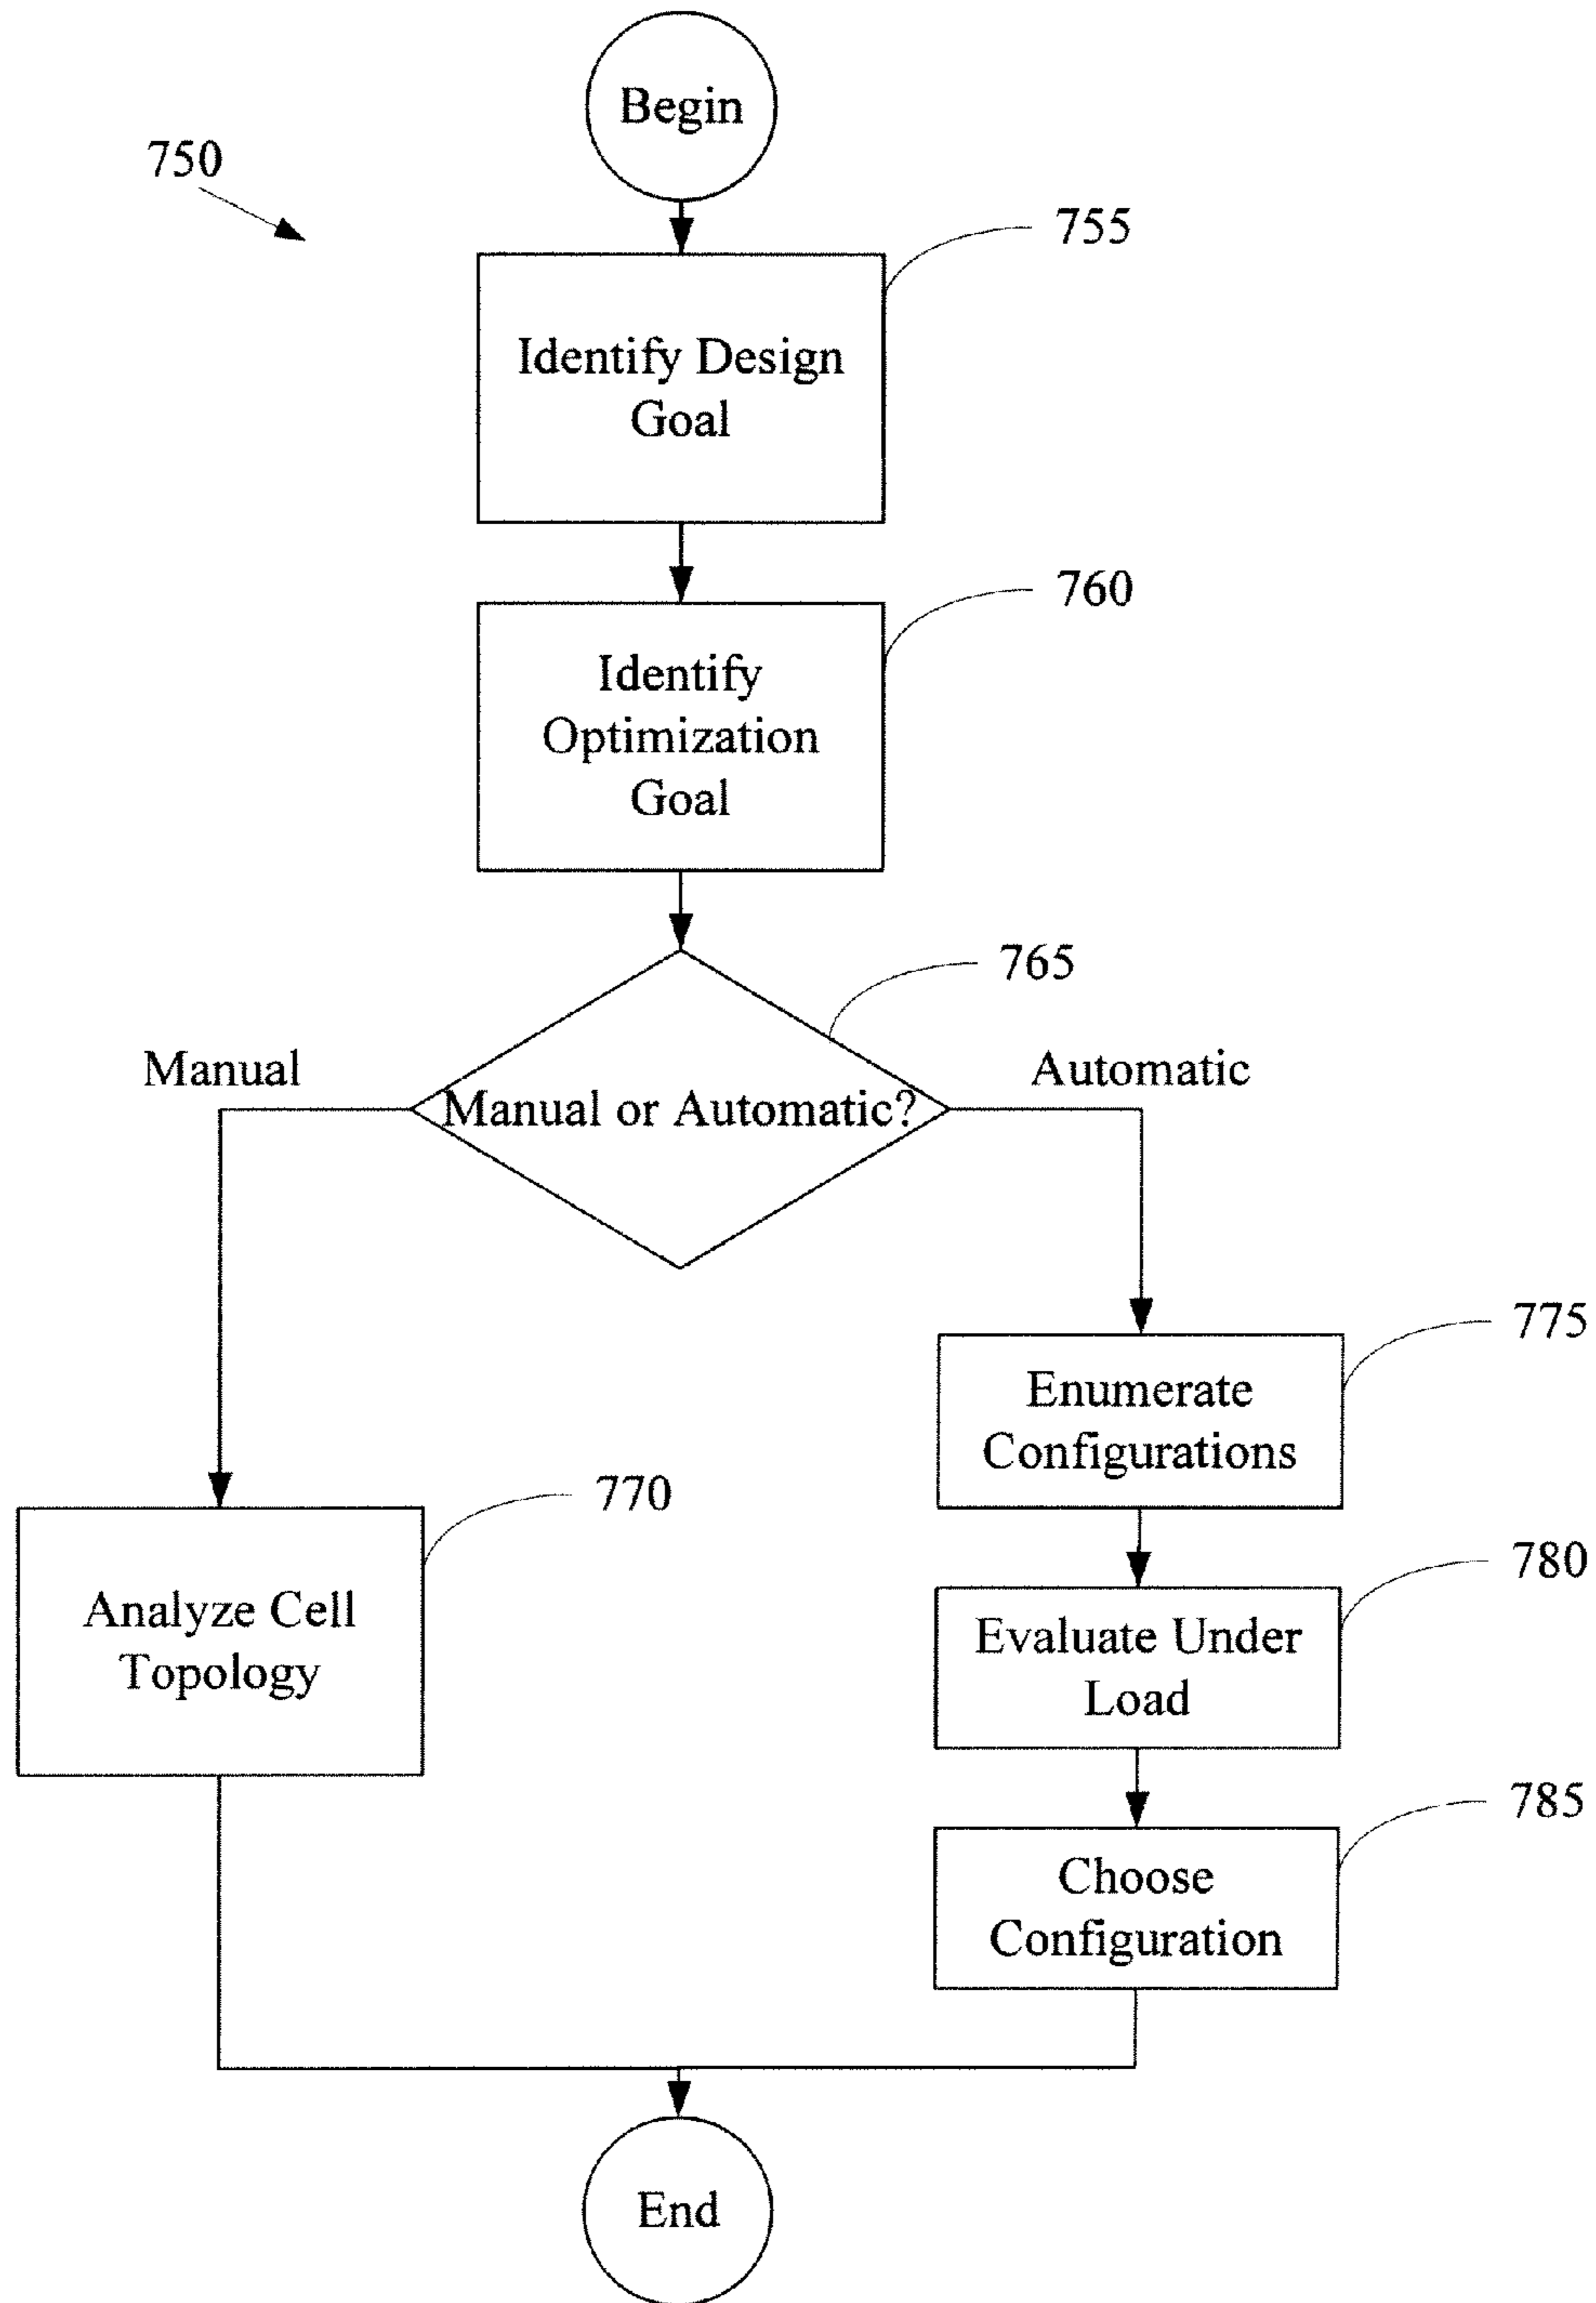 Begin
750
755
Identify Design
Goal
760
Identify
Optimization
Goal
765
Manual
Manual or Automatic?
Automatic
775
Enumerate
Configurations
770
Analyze Cell
Topology
780
Evaluate Under
Load
785
Choose
Configuration
End